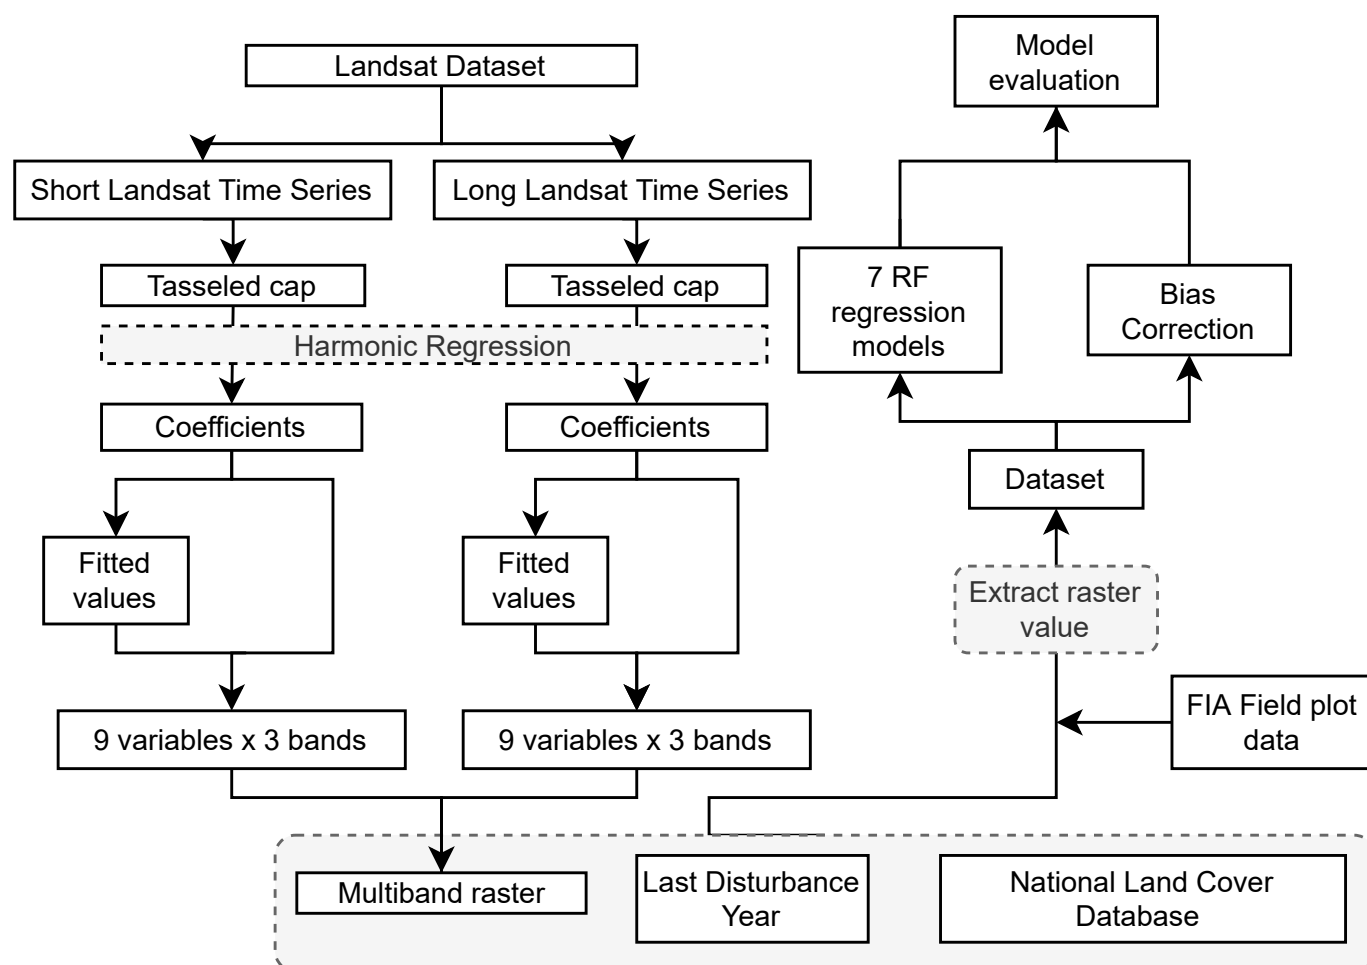 Landsat Dataset
Short Landsat Time Series
Long Landsat Time Series
Tasseled cap
Tasseled cap
Harmonic Regression
Coefficients
Coefficients
Fitted
values
Fitted
values
9 variables x 3 bands
9 variables x 3 bands
Multiband raster
Last Disturbance
Year
National Land Cover
Database
FIA Field plot
data
Extract raster
value
Dataset
7 RF
regression
models
Bias
Correction
Model
evaluation